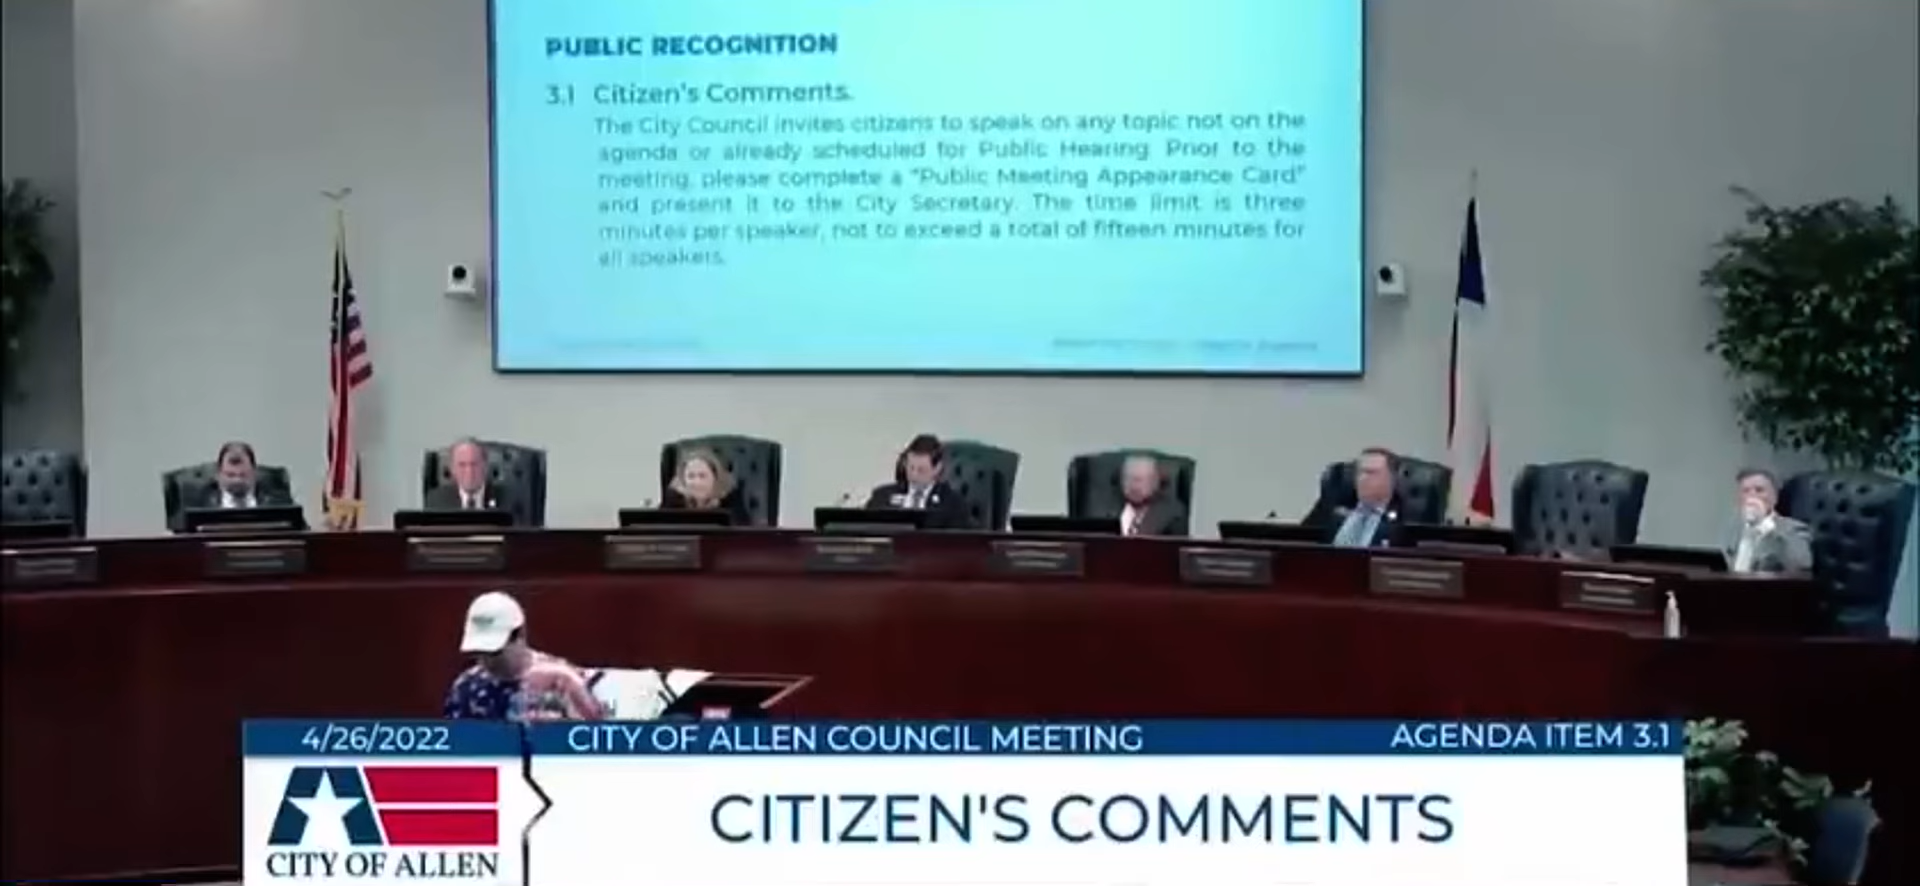 PUBLIC RECOGNITION
3.1 Citizen's Comments.
The City Council invites citizens to speak on any topic not on the
agenda or already scheduled for Public Hearing. Prior to the
meeting, please complete a "Public Meeting Appearance Card"
and present it to the City Secretary. The time limit is three
minutes per speaker, not to exceed a total of fifteen minutes for
all speakers.
4/26/2022 CITY OF ALLEN COUNCIL MEETING AGENDA ITEM 3.1
CITIZEN'S COMMENTS
CITY OF ALLEN